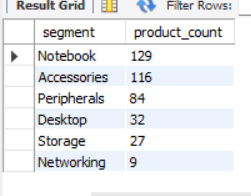 Result Grid Filter Rows:
segment product_count
Notebook 129
Accessories 116
Peripherals 84
Desktop 32
Storage 27
Networking 9